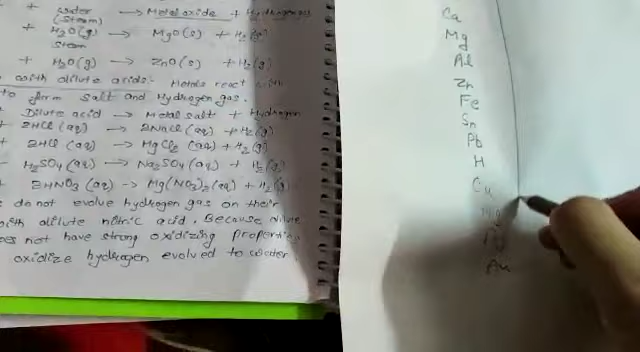 + water → Metal oxide + Hydrogen
(Steam)
+ H2O(g) → MgO(s) + H2(g)
Steam
+ H2O(g) → ZnO(s) + H2(g)
with dilute acids:- Metals react with
to form salt and Hydrogen gas.
Dilute acid → Metal salt + Hydrogen
+ 2HCl (aq) → 2NaCl(aq) + H2(g)
+ 2HCl (aq) → MgCl2 (aq) + H2(g)
H2SO4(aq) → Na2SO4(aq) + H2(g)
+ 2HNO3(aq) → Mg(NO3)2(aq) + H2(g)
do not evolve hydrogen gas on their
with dilute nitric acid. Because dilute
does not have strong oxidizing properties
oxidize hydrogen evolved to water
Ca
Mg
Al
Zn
Fe
Sn
Pb
H
Cu
Au